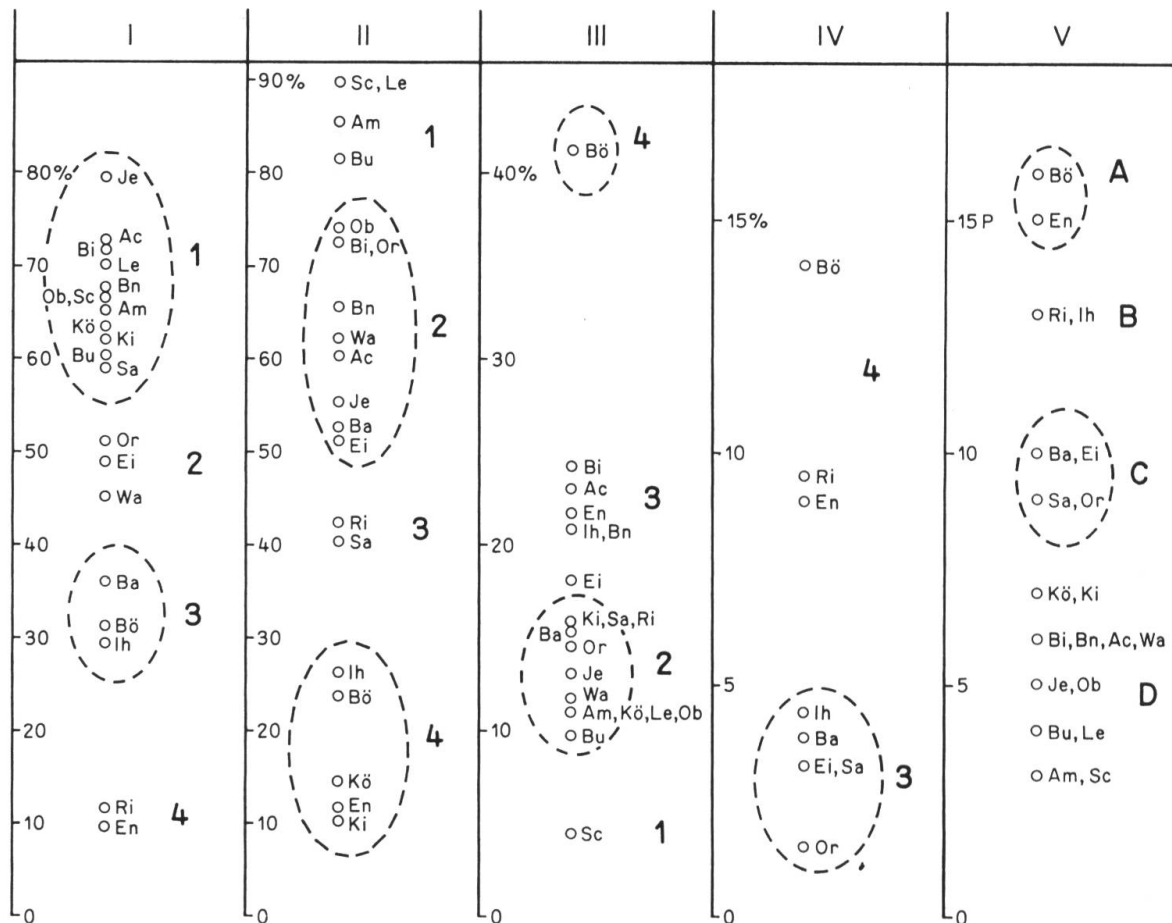 I
80%
Je
Ac
Bi
1
70
Le
Bn
Ob,Sc
Am
Kö
Ki
60
Bu
Sa
Or
50
Ei
2
Wa
40
Ba
3
Bö
30
Ih
20
Ri
4
10
En
0
II
90%
Sc, Le
Am
1
80
Bu
Ob
Bi,Or
70
Bn
2
Wa
60
Ac
Je
Ba
50
Ei
Ri
3
40
Sa
30
Ih
Bö
20
4
Kö
En
10
Ki
0
III
4
Bö
40%
30
Bi
Ac
3
En
20
Ih,Bn
Ei
Ki,Sa,Ri
Ba
Or
2
Je
Wa
Am,Kö,Le,Ob
10
Bu
Sc
1
0
IV
15%
Bö
4
10
Ri
En
5
Ih
Ba
Ei,Sa
3
Or
0
V
Bö
A
15 P
En
Ri, Ih
B
10
Ba, Ei
C
Sa, Or
Kö, Ki
Bi, Bn, Ac, Wa
5
Je, Ob
D
Bu, Le
Am, Sc
0